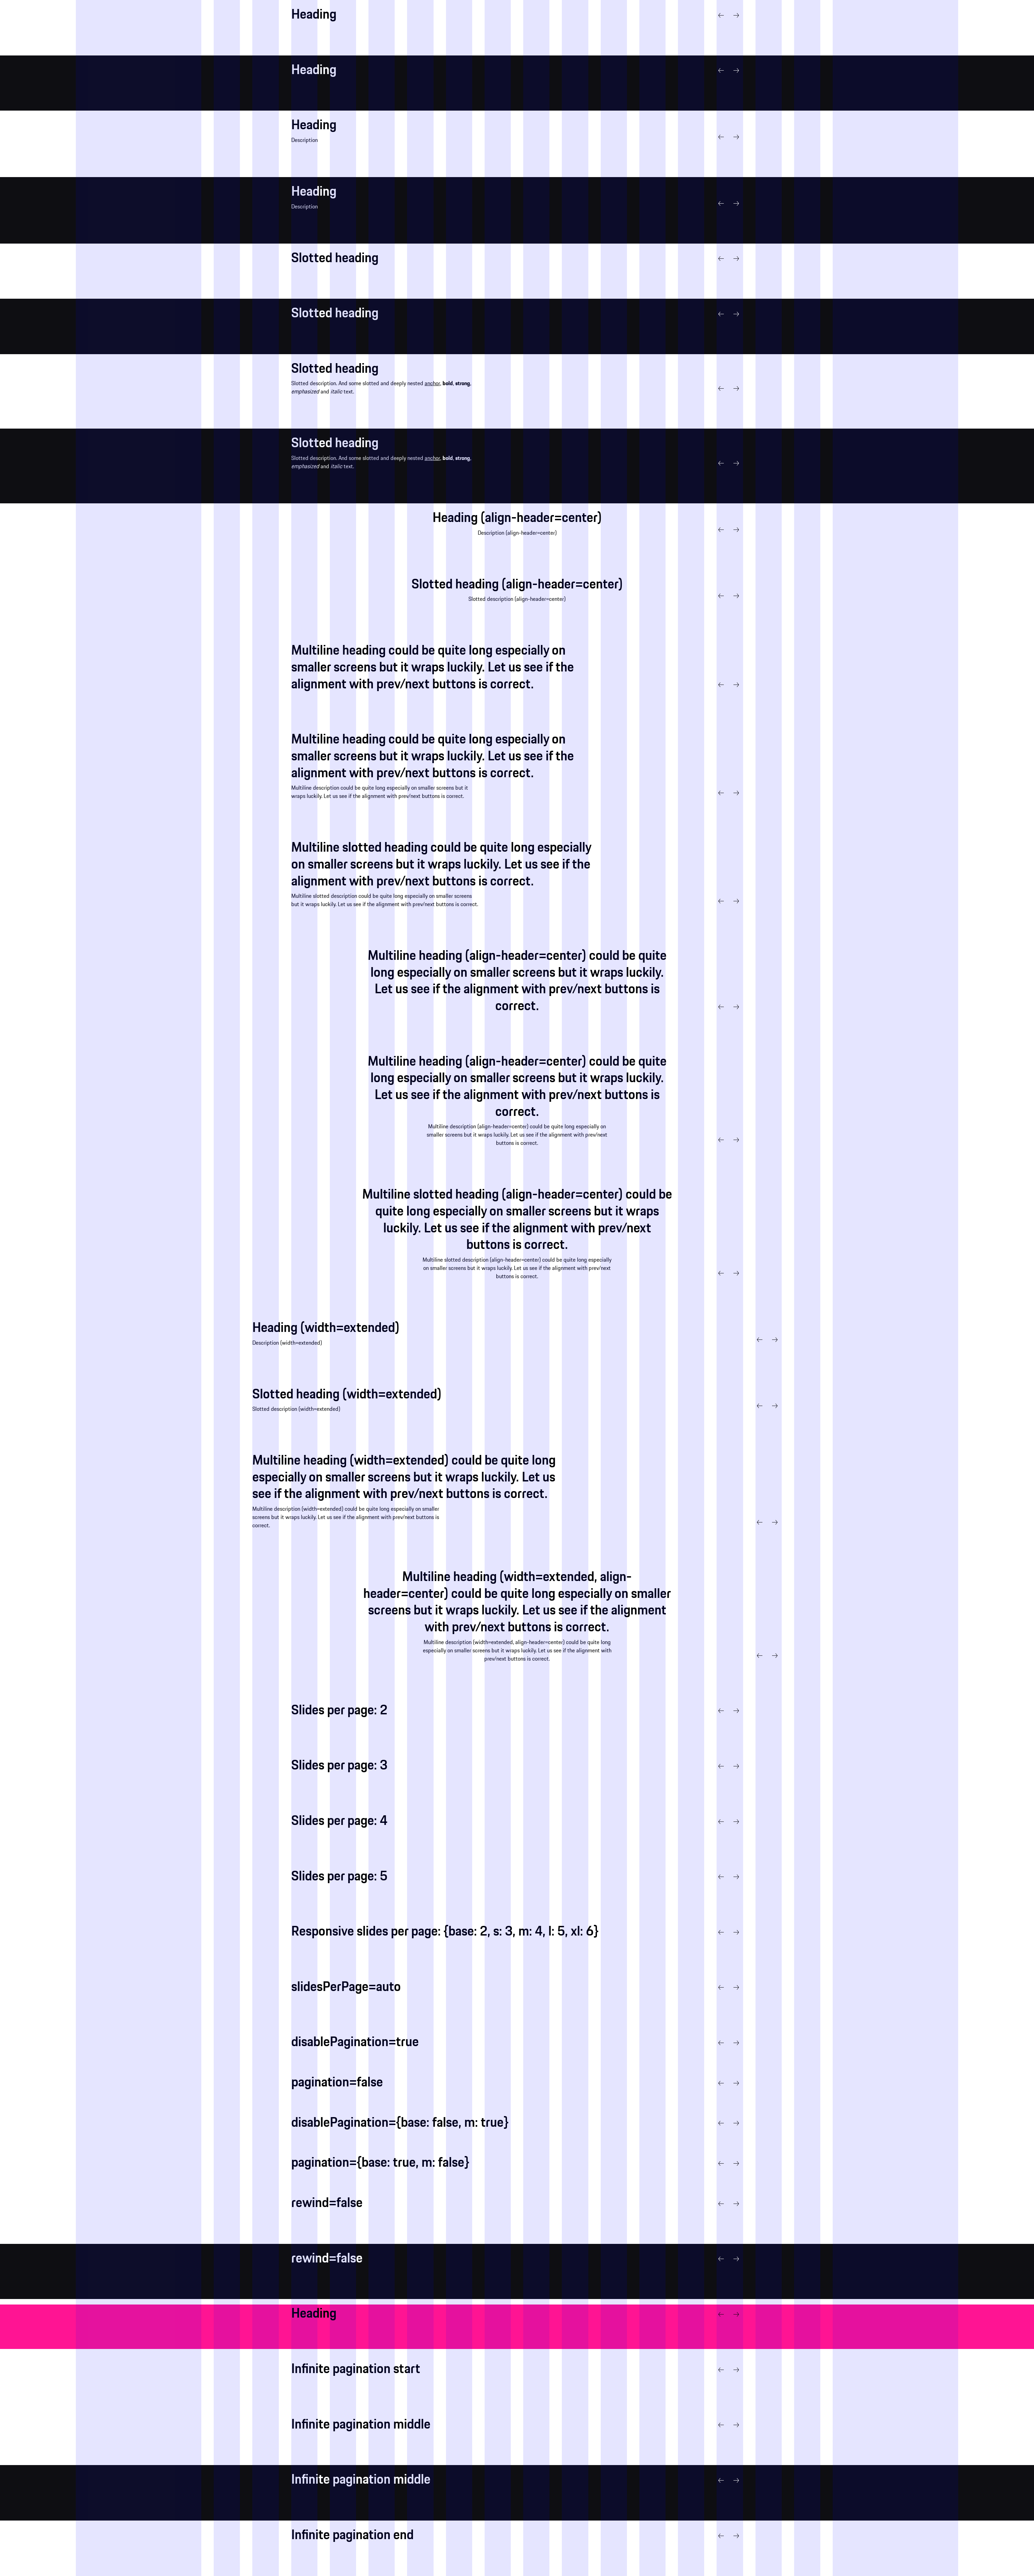 Heading
Heading
Heading
Description
Heading
Description
Slotted heading
Slotted heading
Slotted heading
Slotted description. And some slotted and deeply nested anchor, bold, strong,
emphasized and italic text.
Slotted heading
Slotted description. And some slotted and deeply nested anchor, bold, strong,
emphasized and italic text.
Heading (align-header=center)
Description (align-header=center)
Slotted heading (align-header=center)
Slotted description (align-header=center)
Multiline heading could be quite long especially on
smaller screens but it wraps luckily. Let us see if the
alignment with prev/next buttons is correct.
Multiline heading could be quite long especially on
smaller screens but it wraps luckily. Let us see if the
alignment with prev/next buttons is correct.
Multiline description could be quite long especially on smaller screens but it
wraps luckily. Let us see if the alignment with prev/next buttons is correct.
Multiline slotted heading could be quite long especially
on smaller screens but it wraps luckily. Let us see if the
alignment with prev/next buttons is correct.
Multiline slotted description could be quite long especially on smaller screens
but it wraps luckily. Let us see if the alignment with prev/next buttons is correct.
Multiline heading (align-header=center) could be quite
long especially on smaller screens but it wraps luckily.
Let us see if the alignment with prev/next buttons is
correct.
Multiline heading (align-header=center) could be quite
long especially on smaller screens but it wraps luckily.
Let us see if the alignment with prev/next buttons is
correct.
Multiline description (align-header=center) could be quite long especially on
smaller screens but it wraps luckily. Let us see if the alignment with prev/next
buttons is correct.
Multiline slotted heading (align-header=center) could be
quite long especially on smaller screens but it wraps
luckily. Let us see if the alignment with prev/next
buttons is correct.
Multiline slotted description (align-header=center) could be quite long especially
on smaller screens but it wraps luckily. Let us see if the alignment with prev/next
buttons is correct.
Heading (width=extended)
Description (width=extended)
Slotted heading (width=extended)
Slotted description (width=extended)
Multiline heading (width=extended) could be quite long
especially on smaller screens but it wraps luckily. Let us
see if the alignment with prev/next buttons is correct.
Multiline description (width=extended) could be quite long especially on smaller
screens but it wraps luckily. Let us see if the alignment with prev/next buttons is
correct.
Multiline heading (width=extended, align-
header=center) could be quite long especially on smaller
screens but it wraps luckily. Let us see if the alignment
with prev/next buttons is correct.
Multiline description (width=extended, align-header=center) could be quite long
especially on smaller screens but it wraps luckily. Let us see if the alignment with
prev/next buttons is correct.
Slides per page: 2
Slides per page: 3
Slides per page: 4
Slides per page: 5
Responsive slides per page: {base: 2, s: 3, m: 4, l: 5, xl: 6}
slidesPerPage=auto
disablePagination=true
pagination=false
disablePagination={base: false, m: true}
pagination={base: true, m: false}
rewind=false
rewind=false
Heading
Infinite pagination start
Infinite pagination middle
Infinite pagination middle
Infinite pagination end